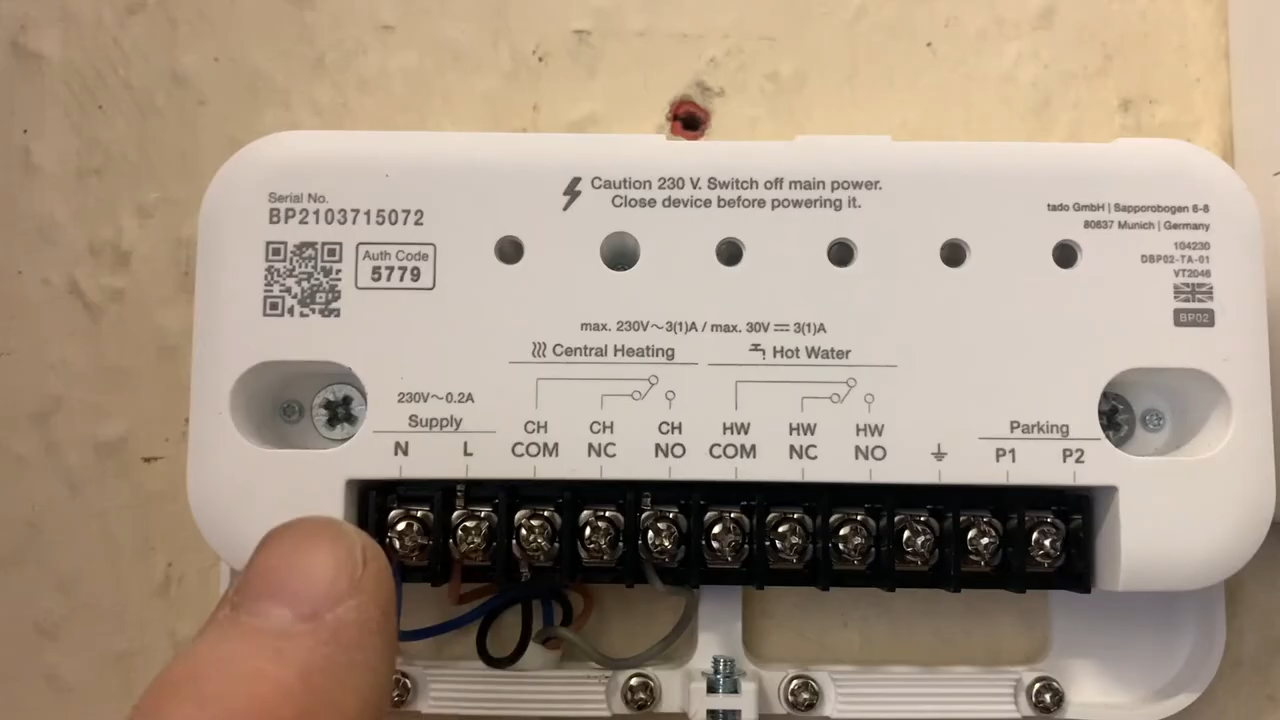 Serial No.
BP2103715072
Auth Code
5779
Caution 230 V. Switch off main power.
Close device before powering it.
tado GmbH | Sapporobogen 6-8
80637 Munich | Germany
104230
DBP02-TA-01
VT2046
BP02
max. 230V～3(1)A / max. 30V ⎓ 3(1)A
Central Heating
Hot Water
230V～0.2A
Supply
Parking
N
L
CH
COM
CH
NC
CH
NO
HW
COM
HW
NC
HW
NO
P1
P2